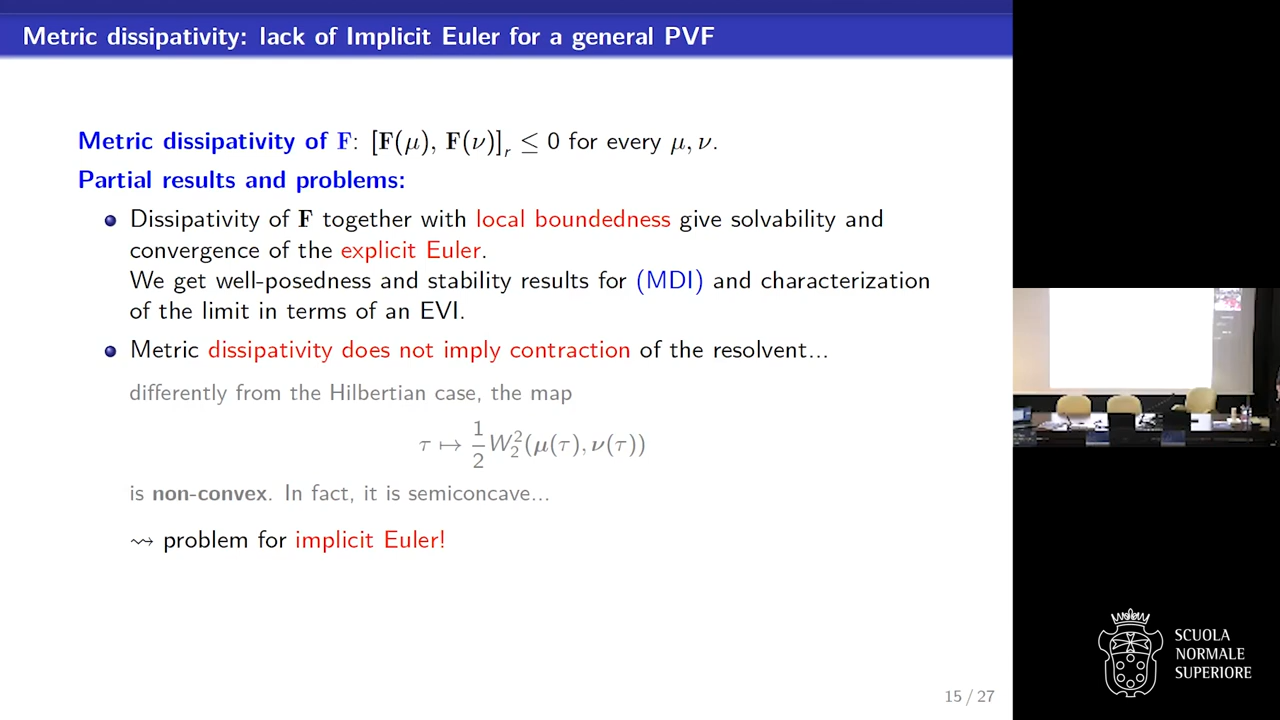 Metric dissipativity: lack of Implicit Euler for a general PVF
Metric dissipativity of F: [F(μ), F(ν)]_r ≤ 0 for every μ, ν.
Partial results and problems:
Dissipativity of F together with local boundedness give solvability and
convergence of the explicit Euler.
We get well-posedness and stability results for (MDI) and characterization
of the limit in terms of an EVI.
Metric dissipativity does not imply contraction of the resolvent...
differently from the Hilbertian case, the map
τ ↦ 1/2 W_2^2(μ(τ), ν(τ))
is non-convex. In fact, it is semiconcave...
⇝ problem for implicit Euler!
15 / 27
SCUOLA
NORMALE
SUPERIORE